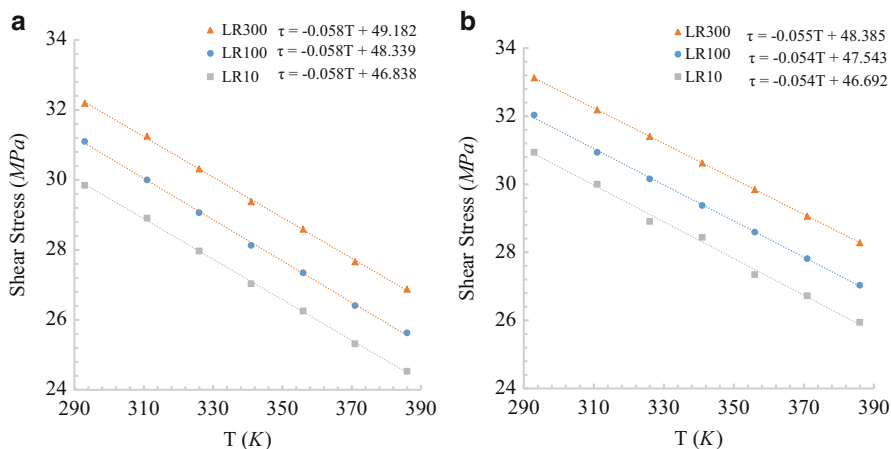 a
LR300 τ = -0.058T + 49.182
LR100 τ = -0.058T + 48.339
LR10 τ = -0.058T + 46.838
34
32
30
28
26
24
Shear Stress (MPa)
290 310 330 350 370 390
T (K)
b
LR300 τ = -0.055T + 48.385
LR100 τ = -0.054T + 47.543
LR10 τ = -0.054T + 46.692
34
32
30
28
26
24
Shear Stress (MPa)
290 310 330 350 370 390
T (K)